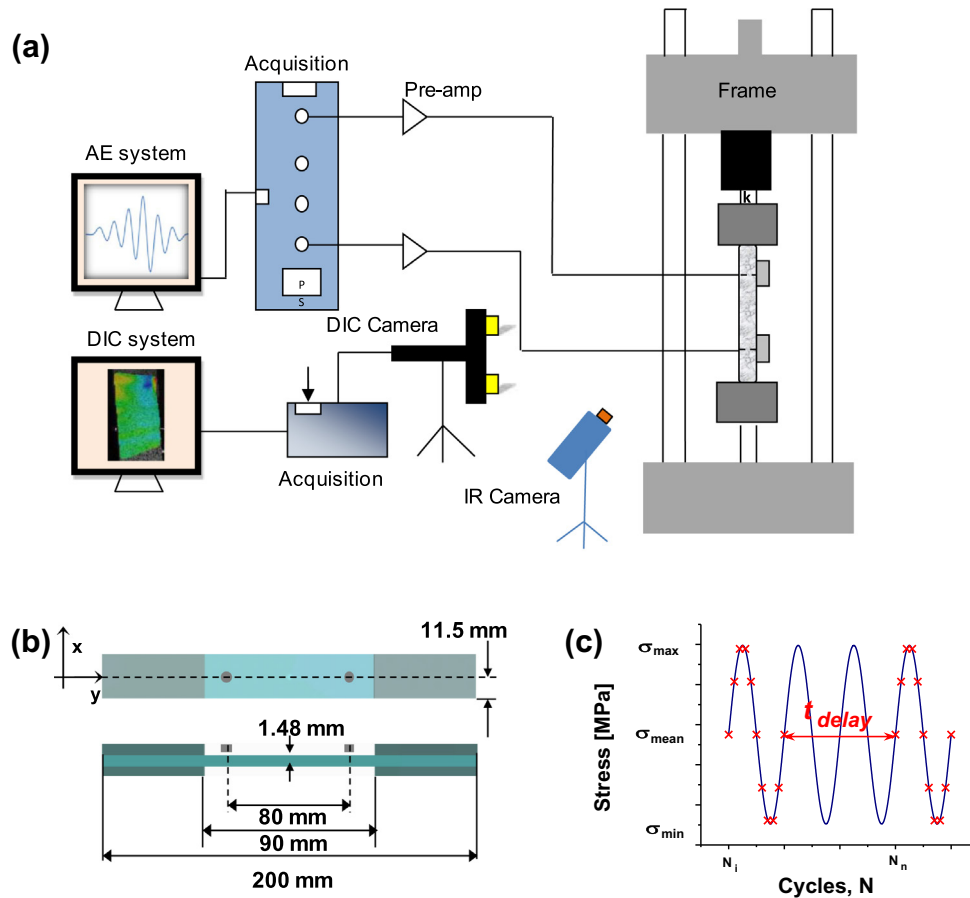 (a)
Acquisition
Pre-amp
Frame
AE system
k
P
S
DIC Camera
DIC system
Acquisition
IR Camera
(b)
x
y
11.5 mm
1.48 mm
80 mm
90 mm
200 mm
(c)
Stress [MPa]
σmax
σmean
σmin
t delay
Ni
Nn
Cycles, N